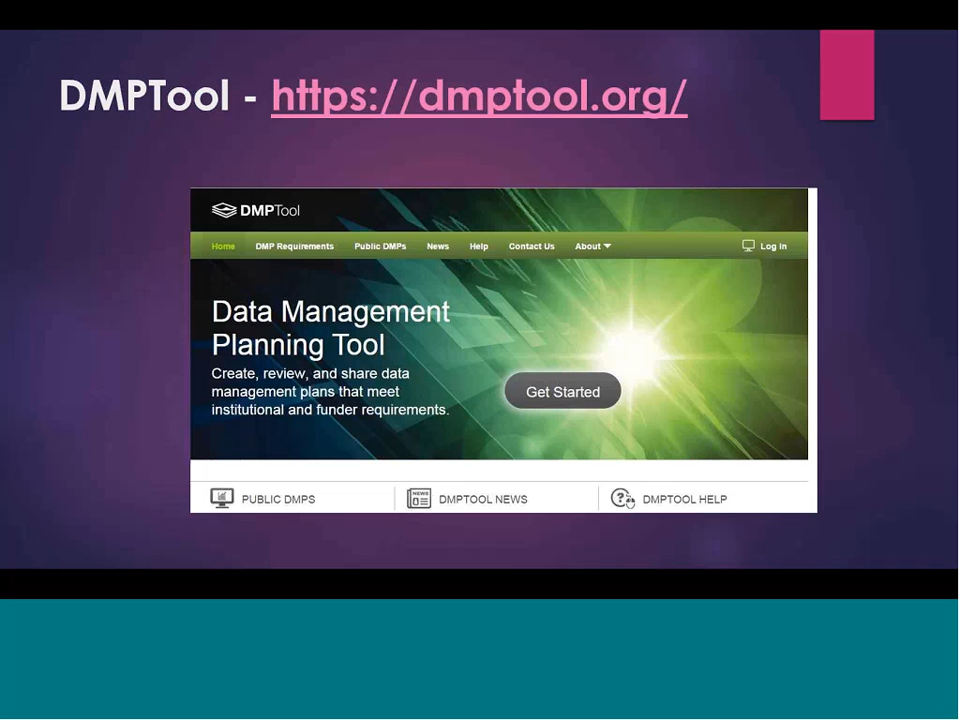 DMPTool - https://dmptool.org/
DMPTool
Home DMP Requirements Public DMPs News Help Contact Us About Log In
Data Management
Planning Tool
Create, review, and share data
management plans that meet
institutional and funder requirements.
Get Started
PUBLIC DMPS NEWS DMPTOOL NEWS ? DMPTOOL HELP